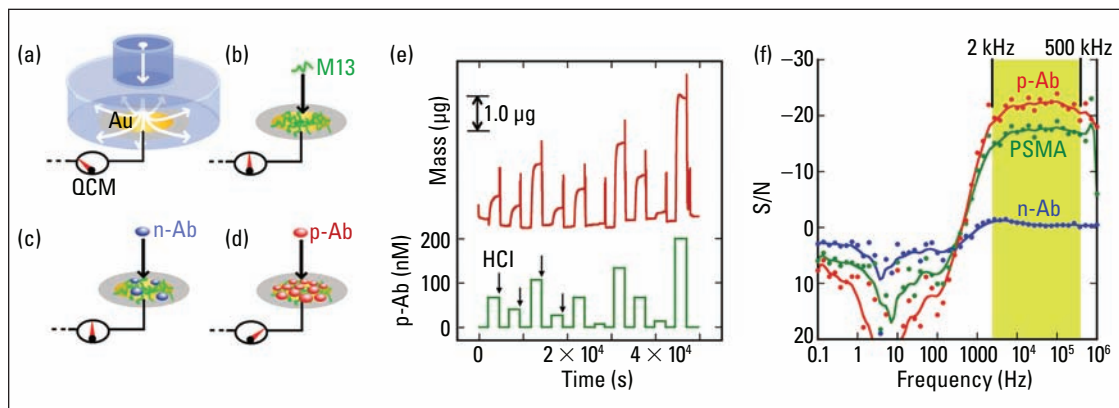 (a)
Au
QCM
(b)
M13
(c)
n-Ab
(d)
p-Ab
(e)
1.0 µg
Mass (µg)
200
100
0
p-Ab (nM)
HCl
0 2 × 10⁴ 4 × 10⁴
Time (s)
(f)
2 kHz 500 kHz
–30
–20
–10
0
10
20
S/N
p-Ab
PSMA
n-Ab
0.1 1 10 100 1000 10⁴ 10⁵ 10⁶
Frequency (Hz)